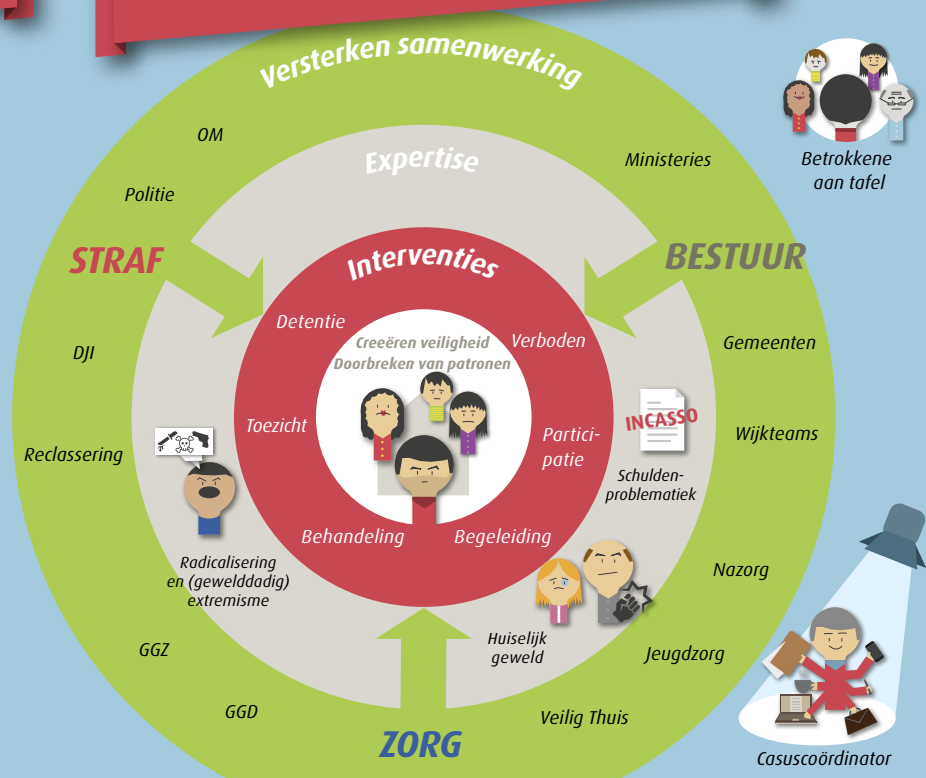 Versterken samenwerking
OM
Expertise
Ministeries
Betrokkene
aan tafel
Politie
STRAF
BESTUUR
Interventies
Detentie
Verboden
Creeëren veiligheid
Doorbreken van patronen
DJI
Gemeenten
Toezicht
Partici-
patie
INCASSO
Wijkteams
Reclassering
Schulden-
problematiek
Behandeling
Begeleiding
Radicalisering
en (gewelddadig)
extremisme
Nazorg
Huiselijk
geweld
GGZ
Jeugdzorg
GGD
Veilig Thuis
ZORG
Casuscoördinator